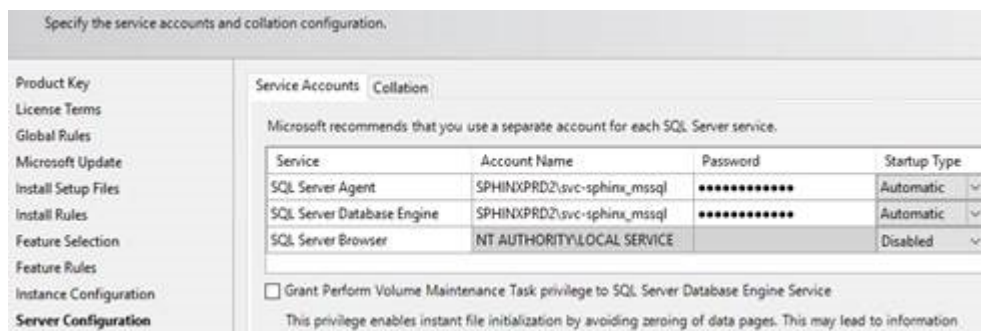 Specify the service accounts and collation configuration.
Product Key
License Terms
Global Rules
Microsoft Update
Install Setup Files
Install Rules
Feature Selection
Feature Rules
Instance Configuration
Server Configuration
Service Accounts Collation
Microsoft recommends that you use a separate account for each SQL Server service.
Service Account Name Password Startup Type
SQL Server Agent SPHINXPRD2\svc-sphinx_mssql ●●●●●●●●●●●● Automatic
SQL Server Database Engine SPHINXPRD2\svc-sphinx_mssql ●●●●●●●●●●●● Automatic
SQL Server Browser NT AUTHORITY\LOCAL SERVICE Disabled
Grant Perform Volume Maintenance Task privilege to SQL Server Database Engine Service
This privilege enables instant file initialization by avoiding zeroing of data pages. This may lead to information